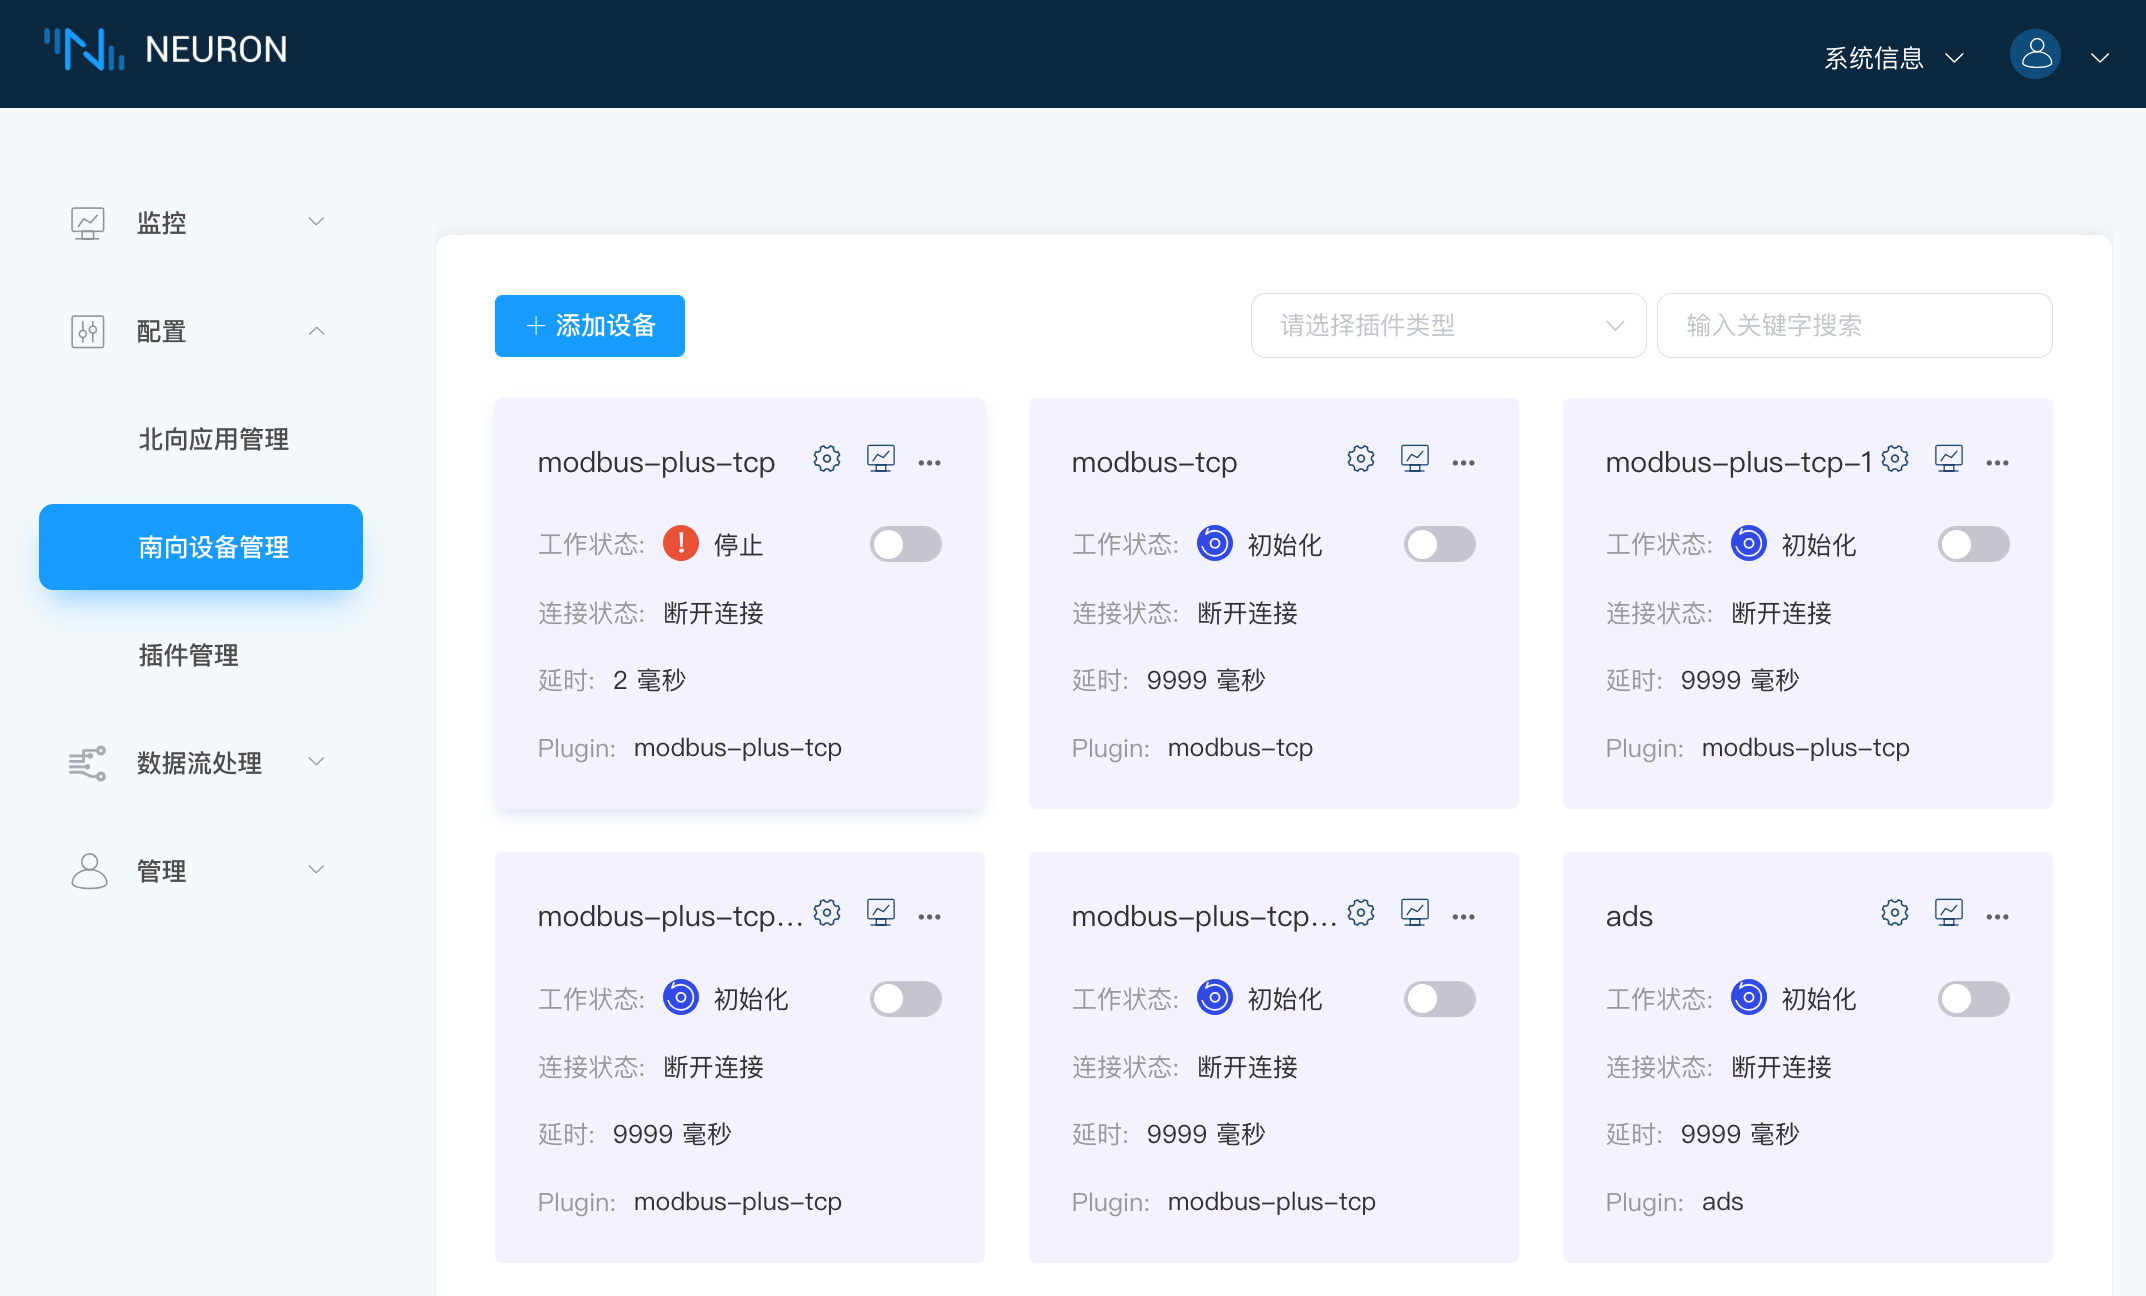 NEURON
系统信息
监控
配置
北向应用管理
南向设备管理
插件管理
数据流处理
管理
添加设备
请选择插件类型
输入关键字搜索
modbus-plus-tcp
工作状态: 停止
连接状态: 断开连接
延时: 2 毫秒
Plugin: modbus-plus-tcp
modbus-tcp
工作状态: 初始化
连接状态: 断开连接
延时: 9999 毫秒
Plugin: modbus-tcp
modbus-plus-tcp-1
工作状态: 初始化
连接状态: 断开连接
延时: 9999 毫秒
Plugin: modbus-plus-tcp
modbus-plus-tcp...
工作状态: 初始化
连接状态: 断开连接
延时: 9999 毫秒
Plugin: modbus-plus-tcp
modbus-plus-tcp...
工作状态: 初始化
连接状态: 断开连接
延时: 9999 毫秒
Plugin: modbus-plus-tcp
ads
工作状态: 初始化
连接状态: 断开连接
延时: 9999 毫秒
Plugin: ads